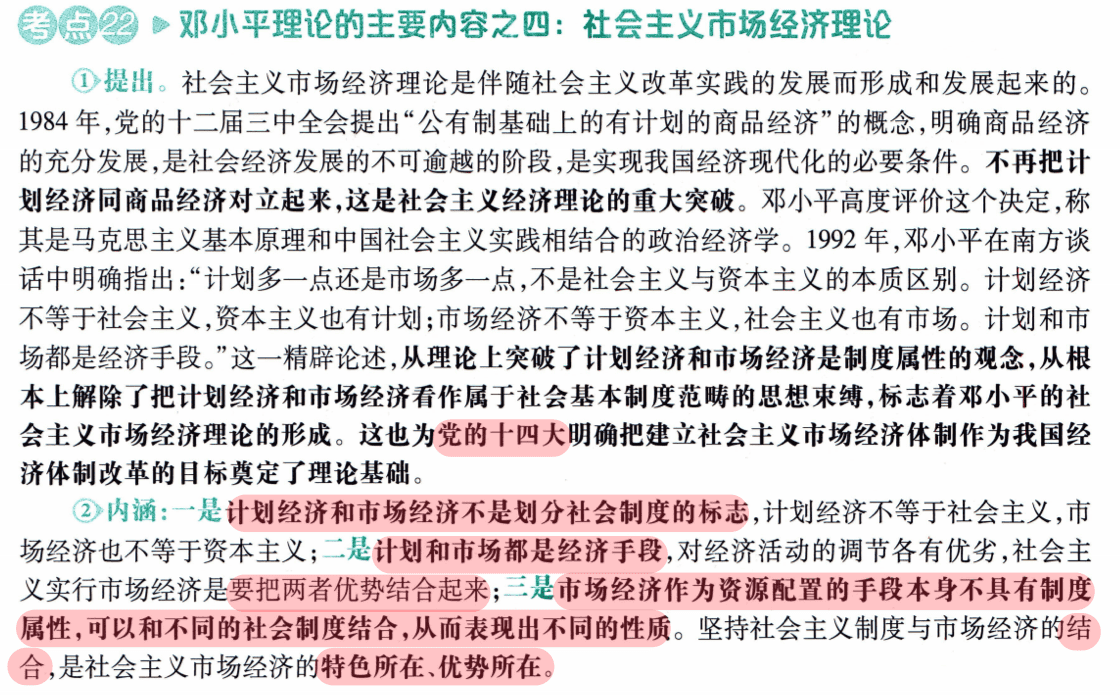 考点22 ▶ 邓小平理论的主要内容之四：社会主义市场经济理论
①提出。社会主义市场经济理论是伴随社会主义改革实践的发展而形成和发展起来的。
1984年,党的十二届三中全会提出“公有制基础上的有计划的商品经济”的概念,明确商品经济
的充分发展,是社会经济发展的不可逾越的阶段,是实现我国经济现代化的必要条件。不再把计
划经济同商品经济对立起来,这是社会主义经济理论的重大突破。邓小平高度评价这个决定,称
其是马克思主义基本原理和中国社会主义实践相结合的政治经济学。1992年,邓小平在南方谈
话中明确指出:“计划多一点还是市场多一点,不是社会主义与资本主义的本质区别。计划经济
不等于社会主义,资本主义也有计划;市场经济不等于资本主义,社会主义也有市场。计划和市
场都是经济手段。”这一精辟论述,从理论上突破了计划经济和市场经济是制度属性的观念,从根
本上解除了把计划经济和市场经济看作属于社会基本制度范畴的思想束缚,标志着邓小平的社
会主义市场经济理论的形成。这也为党的十四大明确把建立社会主义市场经济体制作为我国经
济体制改革的目标奠定了理论基础。
②内涵:一是计划经济和市场经济不是划分社会制度的标志,计划经济不等于社会主义,市
场经济也不等于资本主义;二是计划和市场都是经济手段,对经济活动的调节各有优劣,社会主
义实行市场经济是要把两者优势结合起来;三是市场经济作为资源配置的手段本身不具有制度
属性,可以和不同的社会制度结合,从而表现出不同的性质。坚持社会主义制度与市场经济的结
合,是社会主义市场经济的特色所在、优势所在。